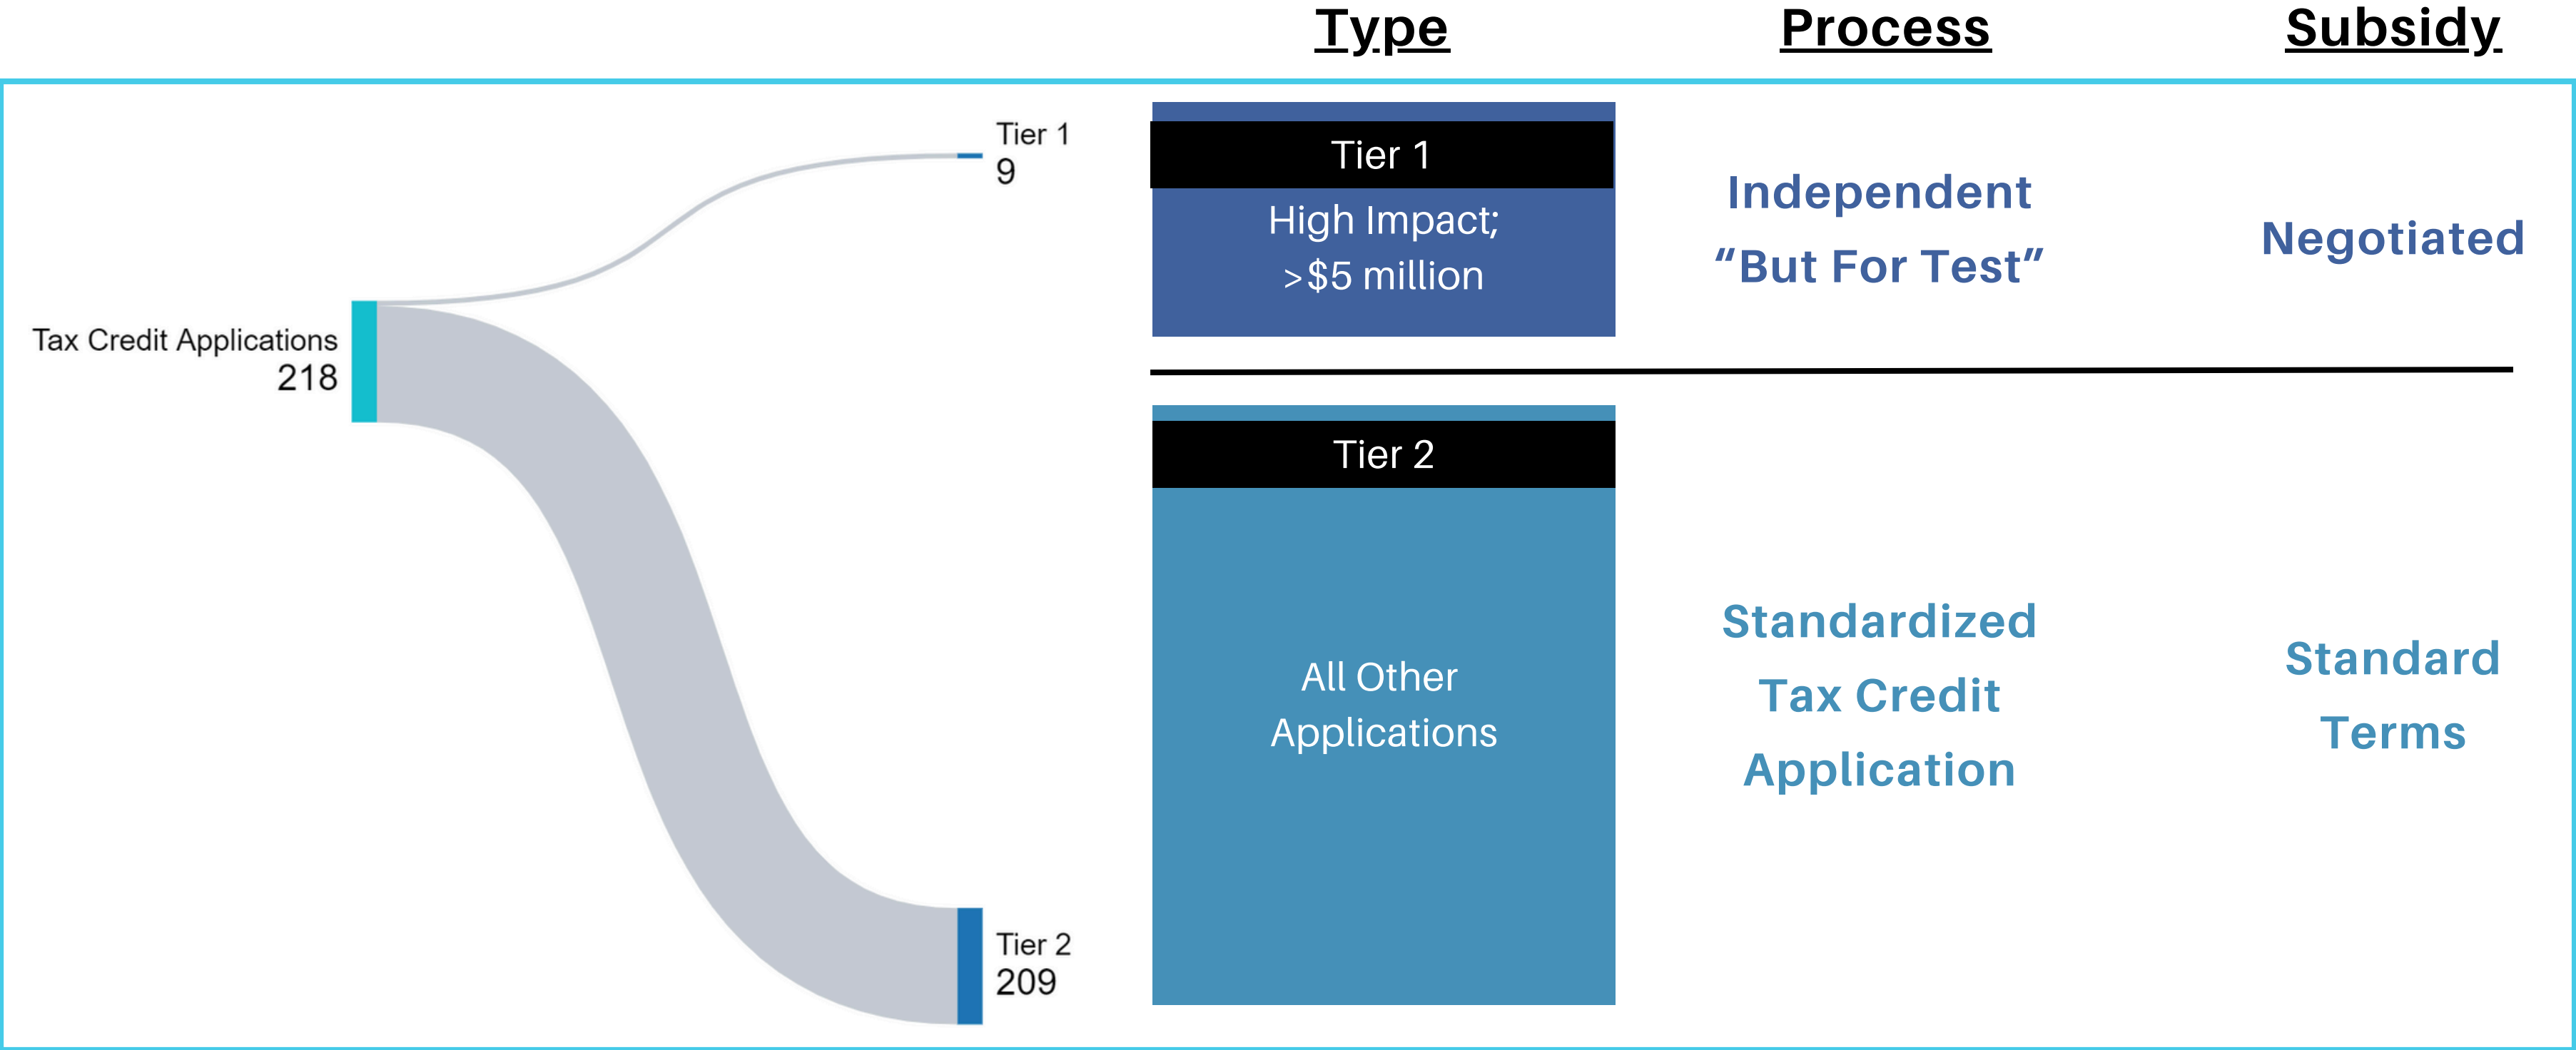 Type
Process
Subsidy
Tax Credit Applications
218
Tier 1
9
Tier 2
209
Tier 1
High Impact;
>$5 million
Independent
“But For Test”
Negotiated
Tier 2
All Other
Applications
Standardized
Tax Credit
Application
Standard
Terms